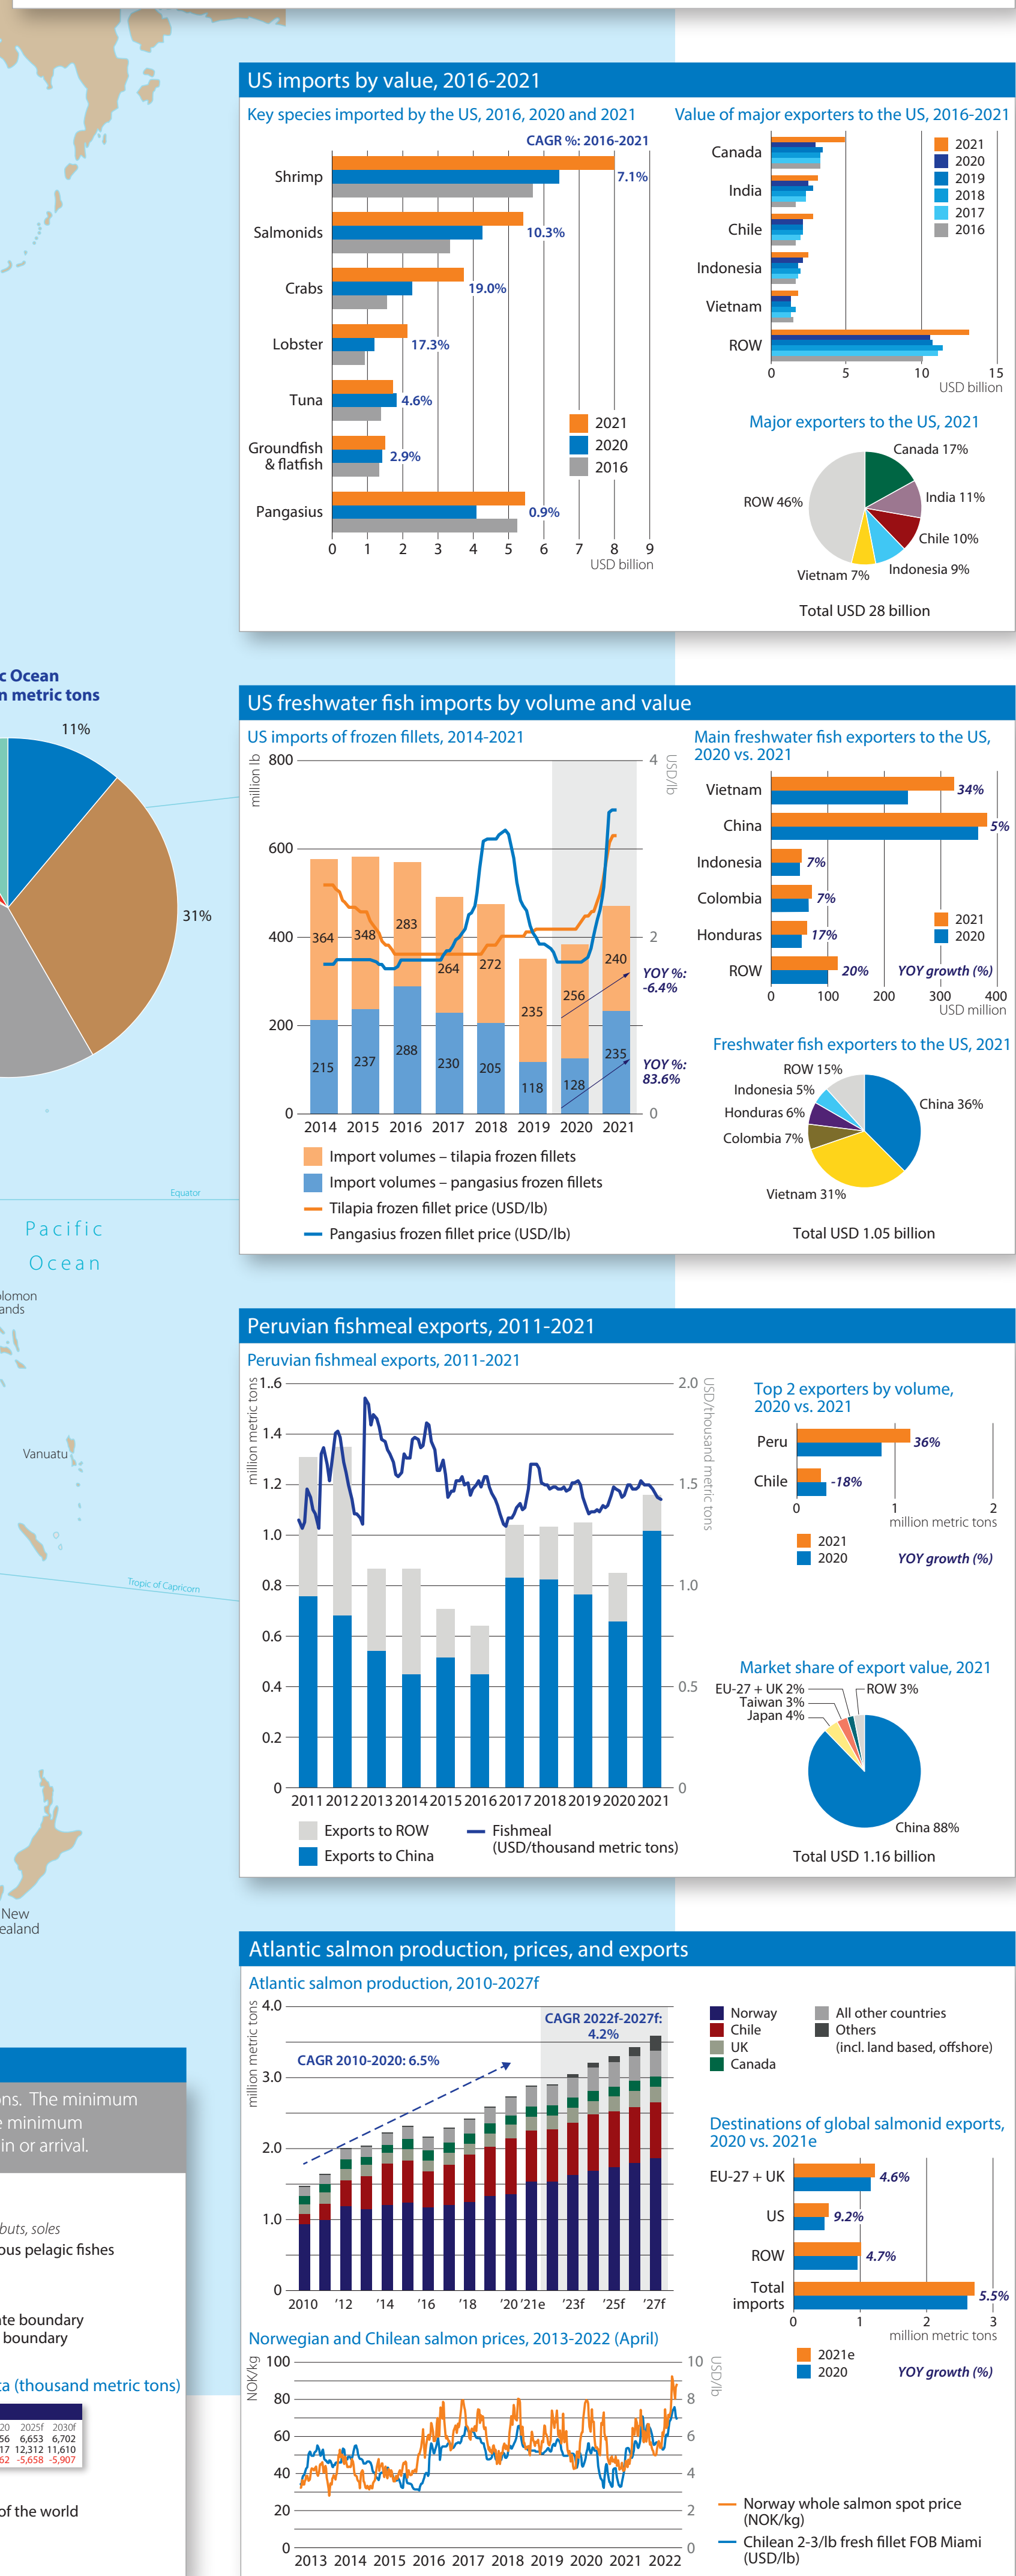 US imports by value, 2016-2021
Key species imported by the US, 2016, 2020 and 2021
CAGR %: 2016-2021
Shrimp
7.1%
Salmonids
10.3%
Crabs
19.0%
Lobster
17.3%
Tuna
4.6%
Groundfish
& flatfish
2.9%
Pangasius
0.9%
2021
2020
2016
0 1 2 3 4 5 6 7 8 9
USD billion
Value of major exporters to the US, 2016-2021
Canada
India
Chile
Indonesia
Vietnam
ROW
2021
2020
2019
2018
2017
2016
0 5 10 15
USD billion
Major exporters to the US, 2021
Canada 17%
India 11%
Chile 10%
Indonesia 9%
Vietnam 7%
ROW 46%
Total USD 28 billion
c Ocean
n metric tons
11%
31%
US freshwater fish imports by volume and value
US imports of frozen fillets, 2014-2021
million lb
USD/lb
800
600
400
200
0
4
2
0
364 348 283 264 272 235 256 240
215 237 288 230 205 118 128 235
YOY %:
-6.4%
YOY %:
83.6%
2014 2015 2016 2017 2018 2019 2020 2021
Import volumes – tilapia frozen fillets
Import volumes – pangasius frozen fillets
Tilapia frozen fillet price (USD/lb)
Pangasius frozen fillet price (USD/lb)
Main freshwater fish exporters to the US,
2020 vs. 2021
Vietnam
34%
China
5%
Indonesia
7%
Colombia
7%
Honduras
17%
ROW
20%
2021
2020
YOY growth (%)
0 100 200 300 400
USD million
Freshwater fish exporters to the US, 2021
ROW 15%
Indonesia 5%
Honduras 6%
Colombia 7%
China 36%
Vietnam 31%
Total USD 1.05 billion
Equator
Pacific
Ocean
olomon
ands
Vanuatu
Tropic of Capricorn
New
ealand
Peruvian fishmeal exports, 2011-2021
Peruvian fishmeal exports, 2011-2021
million metric tons
USD/thousand metric tons
1..6
1.4
1.2
1.0
0.8
0.6
0.4
0.2
0
2.0
1.5
1.0
0.5
0
2011 2012 2013 2014 2015 2016 2017 2018 2019 2020 2021
Exports to ROW
Exports to China
Fishmeal
(USD/thousand metric tons)
Top 2 exporters by volume,
2020 vs. 2021
Peru
36%
Chile
-18%
0 1 2
million metric tons
2021
2020
YOY growth (%)
Market share of export value, 2021
EU-27 + UK 2%
Taiwan 3%
Japan 4%
ROW 3%
China 88%
Total USD 1.16 billion
Atlantic salmon production, prices, and exports
Atlantic salmon production, 2010-2027f
million metric tons
4.0
3.0
2.0
1.0
0
CAGR 2010-2020: 6.5%
CAGR 2022f-2027f:
4.2%
2010 ’12 ’14 ’16 ’18 ’20 ’21e ’23f ’25f ’27f
Norway
Chile
UK
Canada
All other countries
Others
(incl. land based, offshore)
Destinations of global salmonid exports,
2020 vs. 2021e
EU-27 + UK
4.6%
US
9.2%
ROW
4.7%
Total
imports
5.5%
0 1 2 3
million metric tons
2021e
2020
YOY growth (%)
Norwegian and Chilean salmon prices, 2013-2022 (April)
NOK/kg
USD/lb
100
80
60
40
20
0
10
8
6
4
2
0
2013 2014 2015 2016 2017 2018 2019 2020 2021 2022
Norway whole salmon spot price
(NOK/kg)
Chilean 2-3/lb fresh fillet FOB Miami
(USD/lb)
ons. The minimum
e minimum
in or arrival.
buts, soles
ous pelagic fishes
te boundary
boundary
ta (thousand metric tons)
20 2025f 2030f
56 6,653 6,702
17 12,312 11,610
62 -5,658 -5,907
of the world